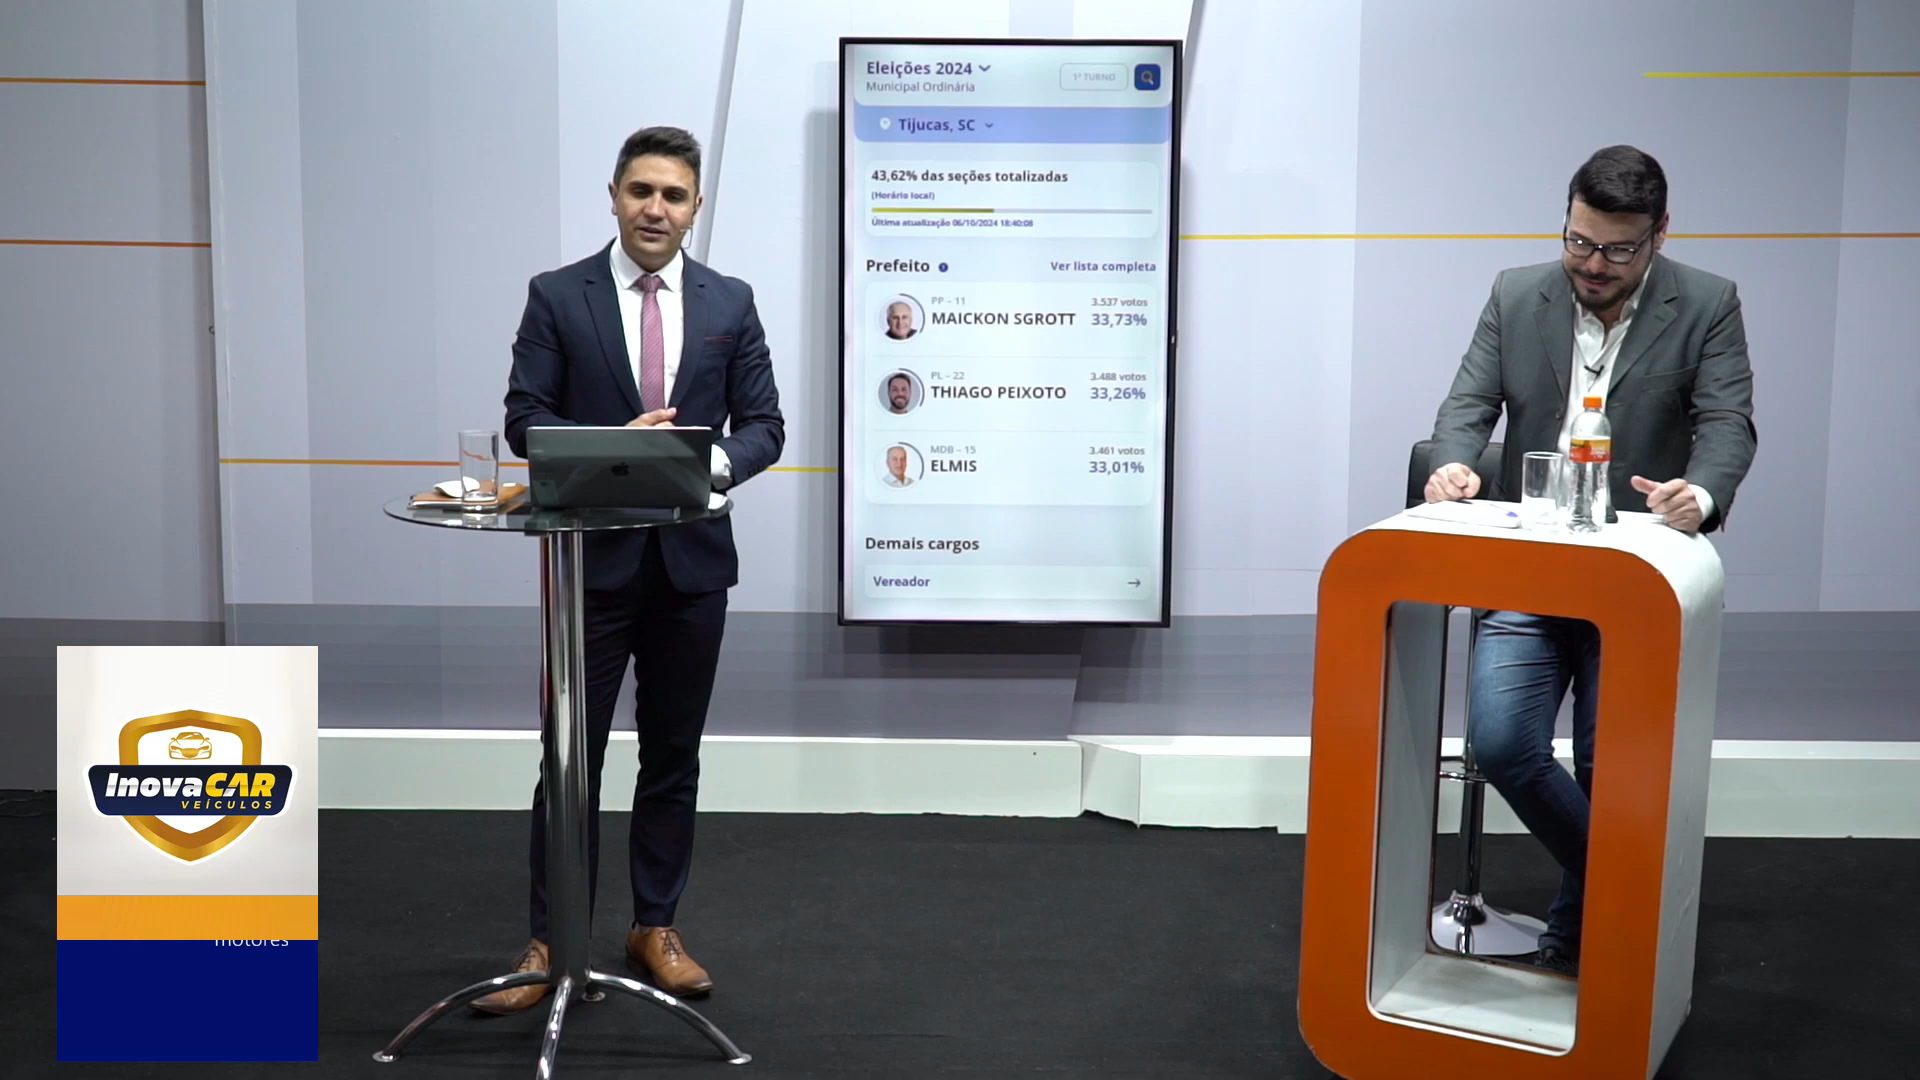 Eleições 2024
Municipal Ordinária
1º TURNO
Tijucas, SC
43,62% das seções totalizadas
(Horário local)
Última atualização 06/10/2024 18:40:08
Prefeito
Ver lista completa
PP – 11
3.537 votos
MAICKON SGROTT
33,73%
PL – 22
3.488 votos
THIAGO PEIXOTO
33,26%
MDB – 15
3.461 votos
ELMIS
33,01%
Demais cargos
Vereador
InovaCAR
VEÍCULOS
motores